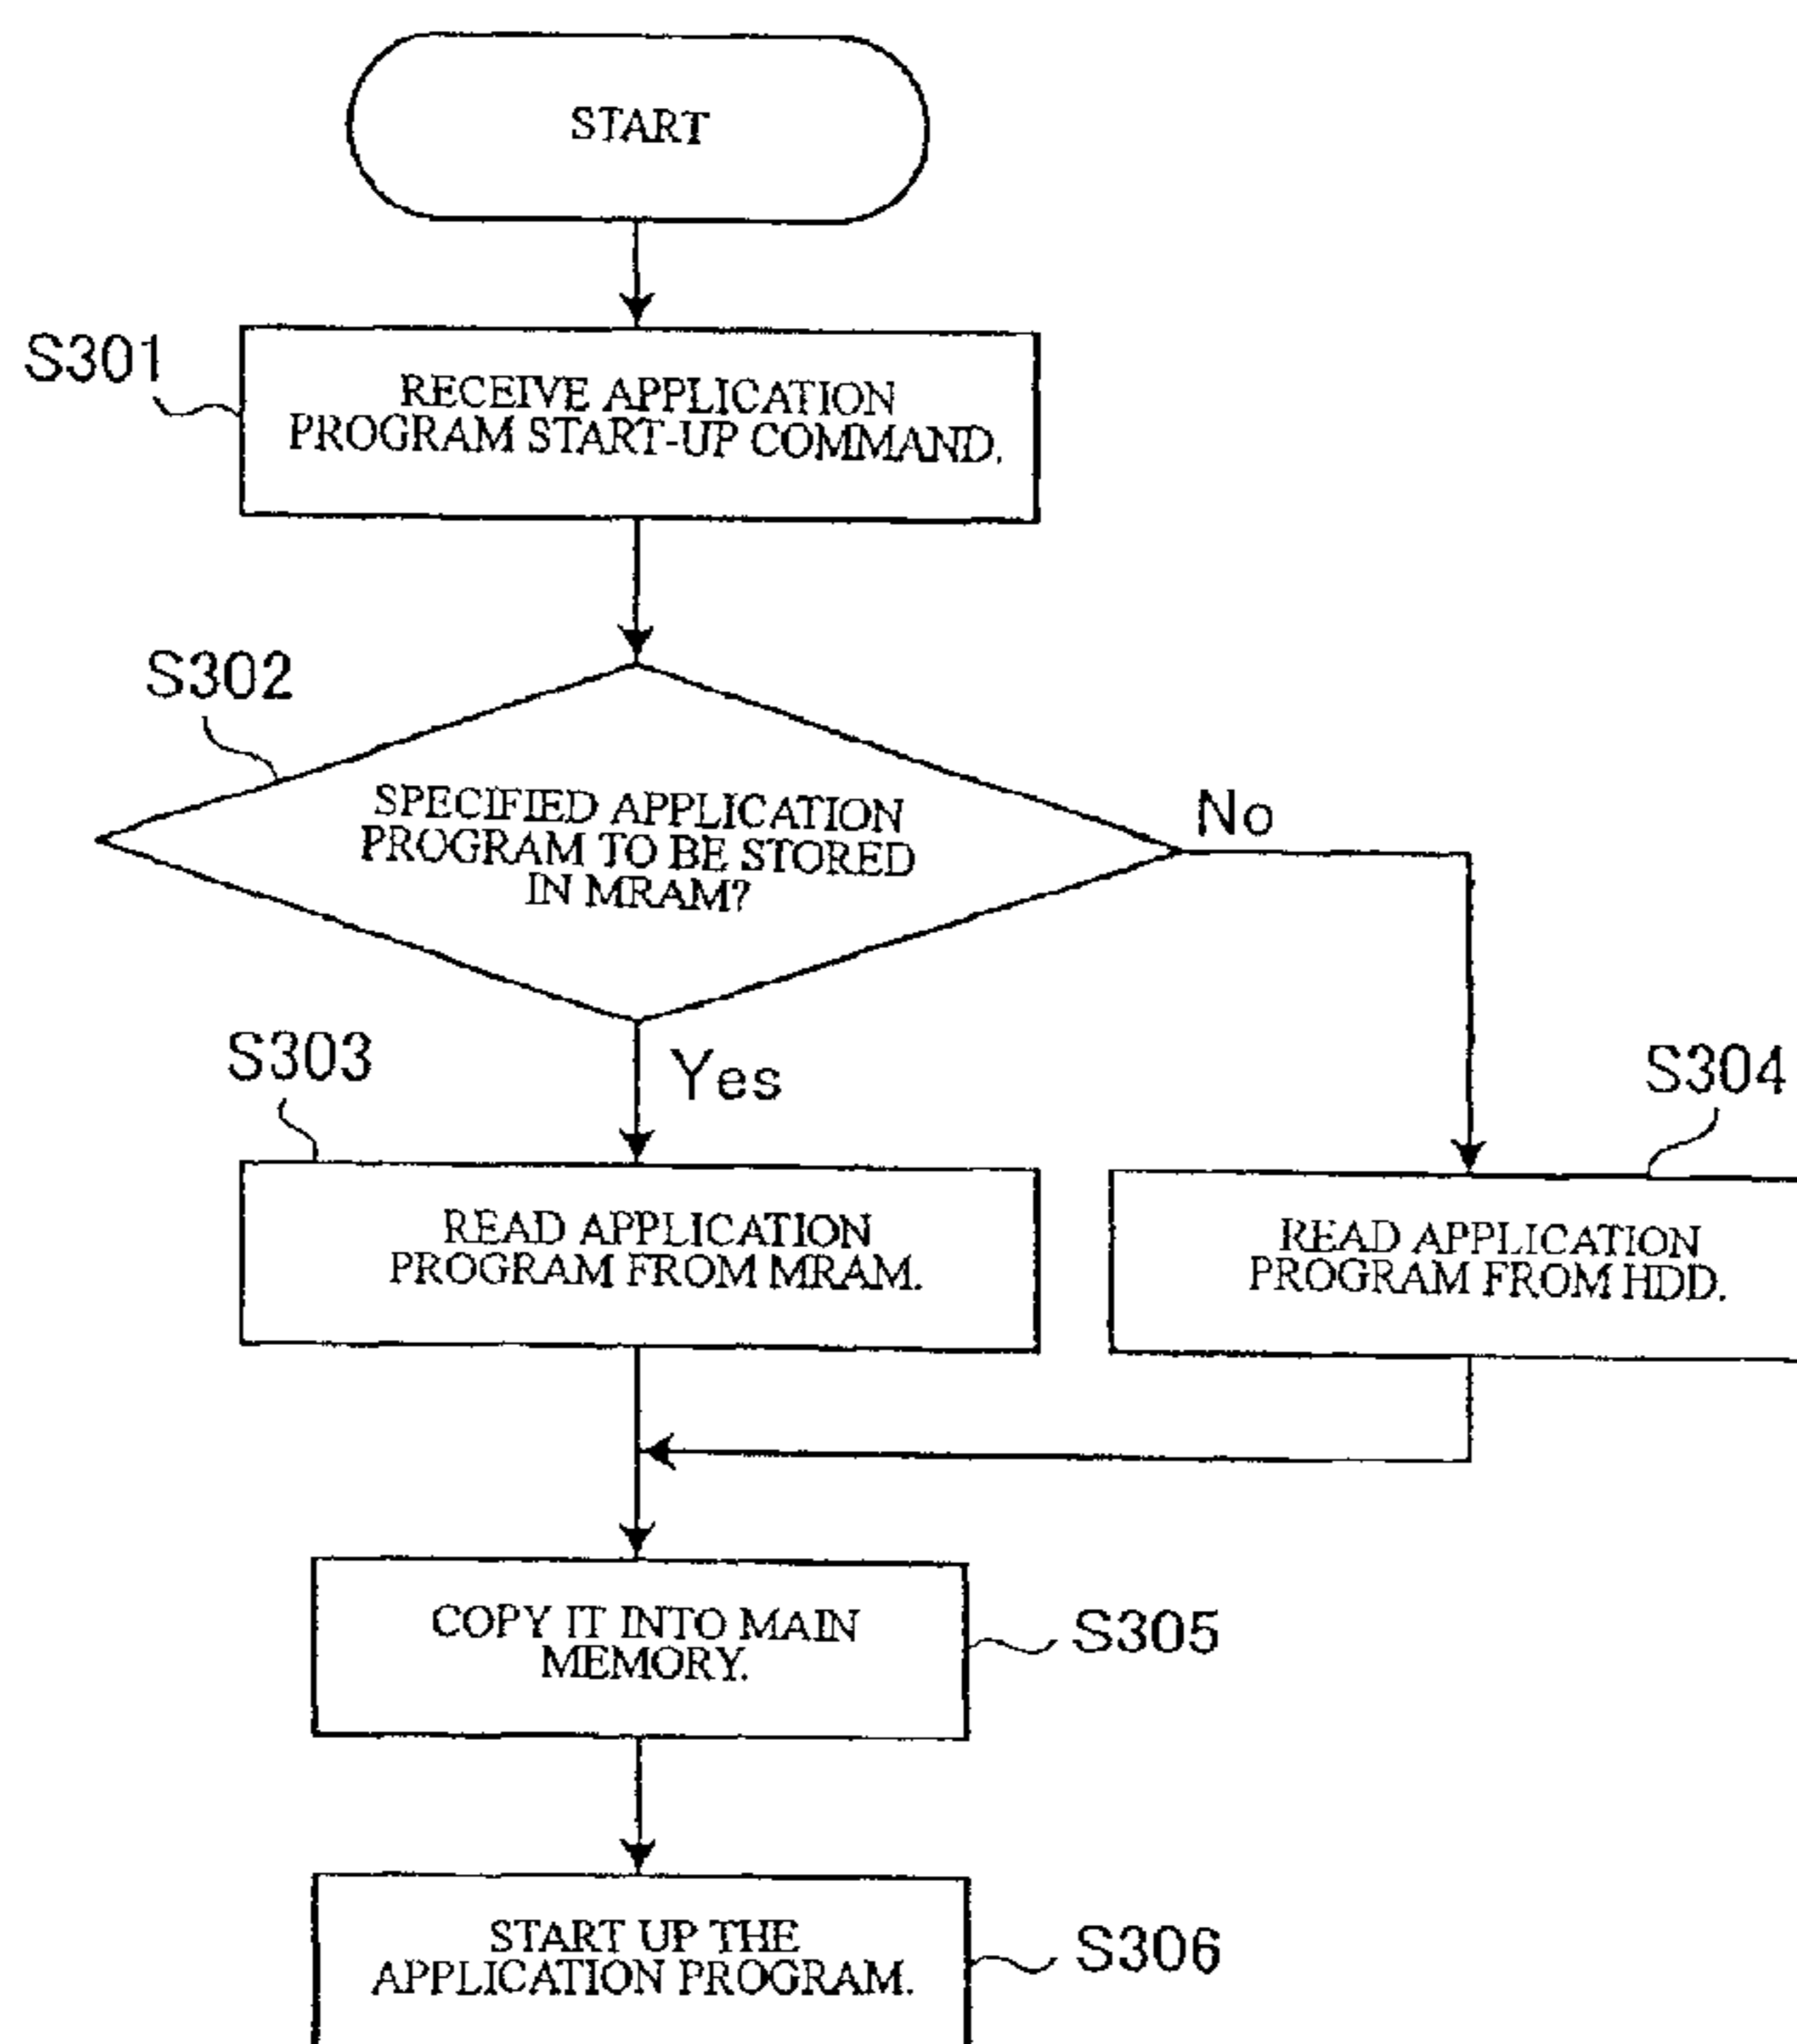 START
S301
RECEIVE APPLICATION
PROGRAM START-UP COMMAND.
S302
SPECIFIED APPLICATION
PROGRAM TO BE STORED
IN MRAM?
No
Yes
S303
READ APPLICATION
PROGRAM FROM MRAM.
S304
READ APPLICATION
PROGRAM FROM HDD.
COPY IT INTO MAIN
MEMORY.
S305
START UP THE
APPLICATION PROGRAM.
S306